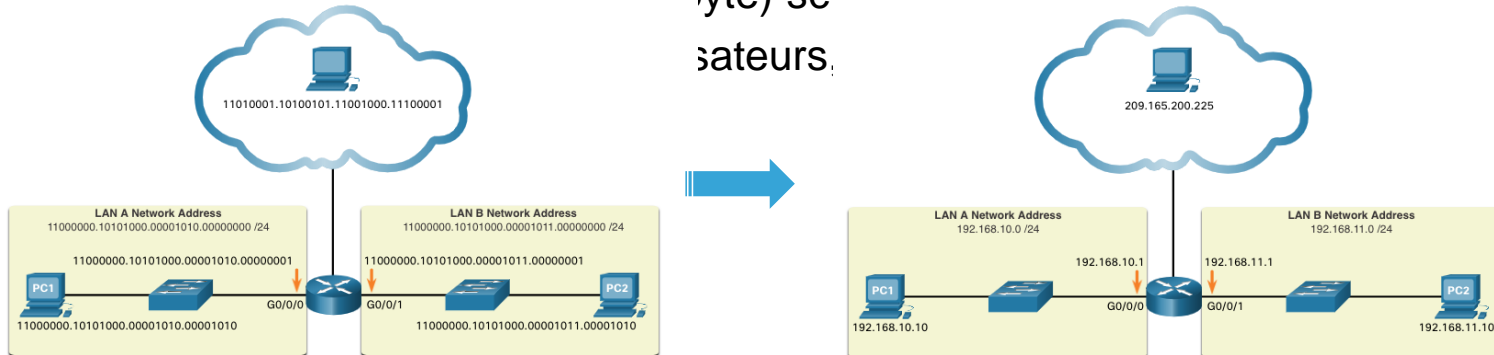 sateurs,
11010001.10100101.11001000.11100001
LAN A Network Address
11000000.10101000.00001010.00000000 /24
LAN B Network Address
11000000.10101000.00001011.00000000 /24
11000000.10101000.00001010.00000001
11000000.10101000.00001011.00000001
PC1
G0/0/0
G0/0/1
PC2
11000000.10101000.00001010.00001010
11000000.10101000.00001011.00001010
209.165.200.225
LAN A Network Address
192.168.10.0 /24
LAN B Network Address
192.168.11.0 /24
192.168.10.1
192.168.11.1
PC1
G0/0/0
G0/0/1
PC2
192.168.10.10
192.168.11.10